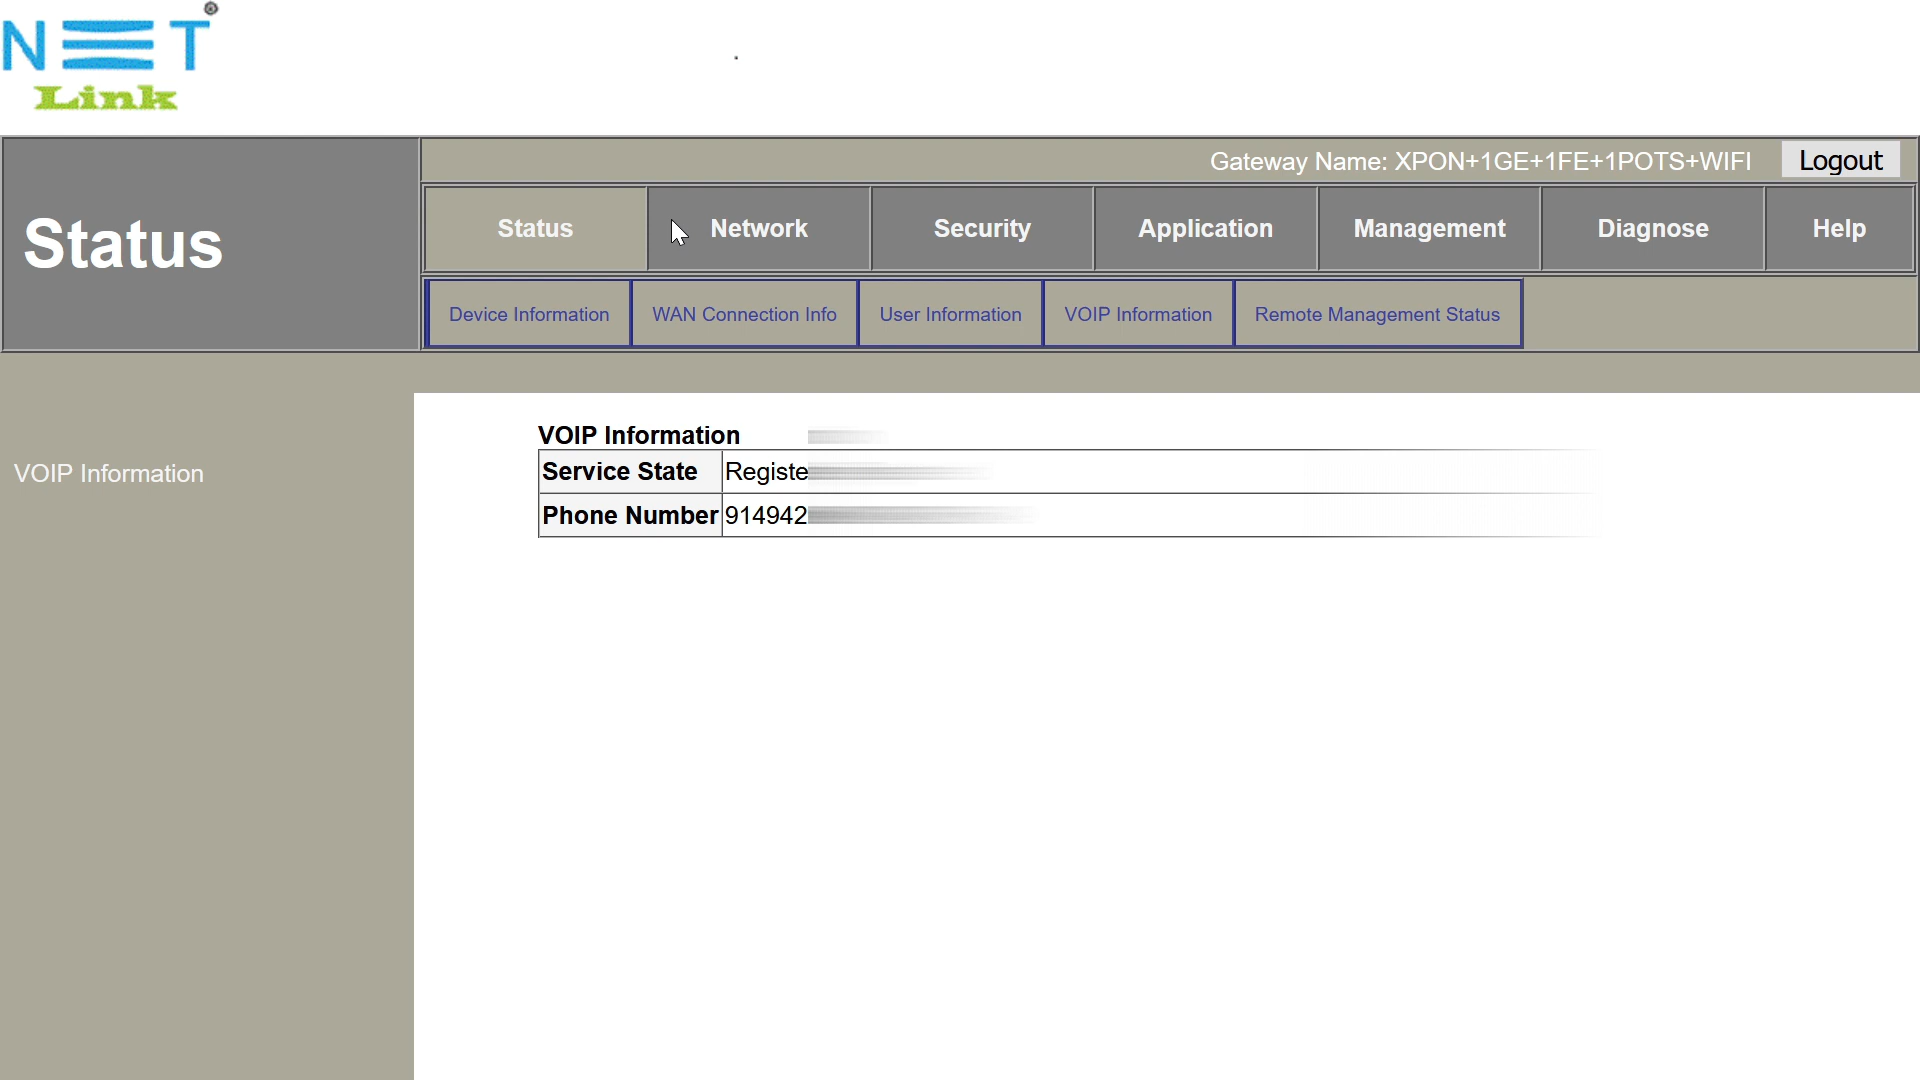 NET
Link
Gateway Name: XPON+1GE+1FE+1POTS+WIFI Logout
Status
Status Network Security Application Management Diagnose Help
Device Information WAN Connection Info User Information VOIP Information Remote Management Status
VOIP Information
VOIP Information
Service State Registe
Phone Number 914942